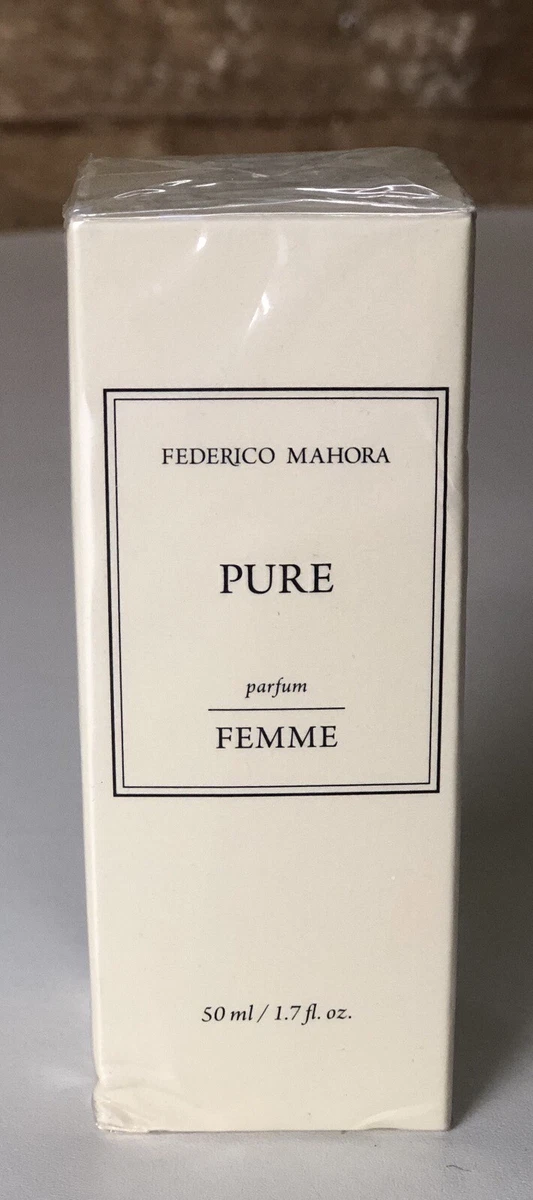 FEDERICO MAHORA
PURE
parfum
FEMME
50 ml / 1.7 fl. oz.